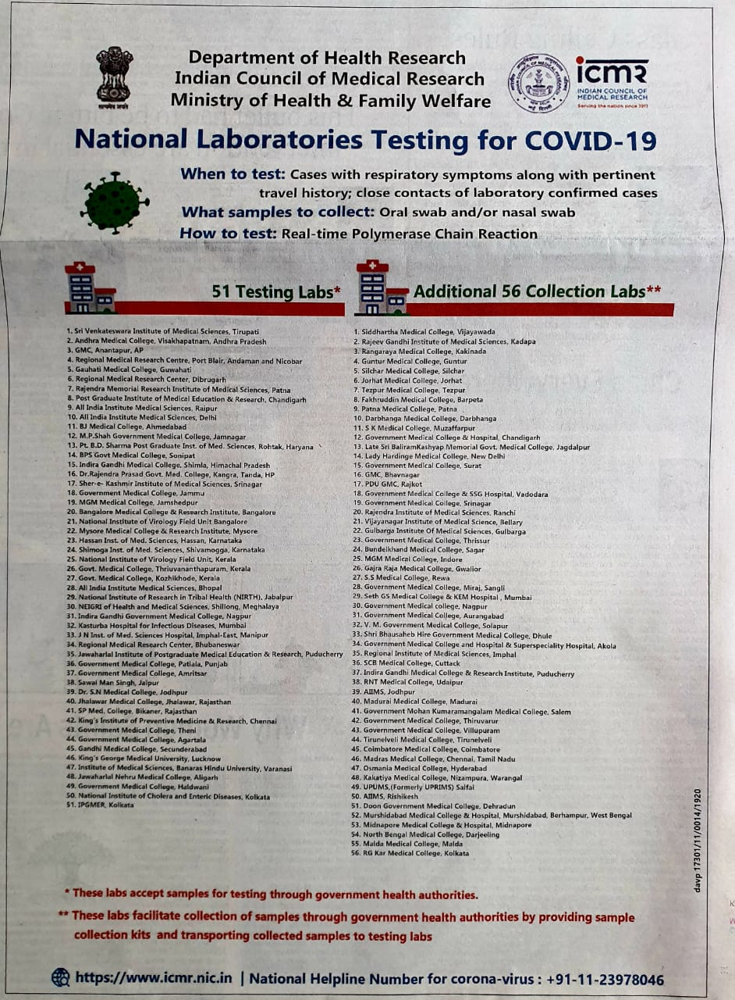 Department of Health Research
Indian Council of Medical Research
Ministry of Health & Family Welfare
सत्यमेव जयते
icmr
INDIAN COUNCIL OF
MEDICAL RESEARCH
Serving the nation since 1911
National Laboratories Testing for COVID-19
When to test: Cases with respiratory symptoms along with pertinent
travel history; close contacts of laboratory confirmed cases
What samples to collect: Oral swab and/or nasal swab
How to test: Real-time Polymerase Chain Reaction
51 Testing Labs*
1. Sri Venkateswara Institute of Medical Sciences, Tirupati
2. Andhra Medical College, Visakhapatnam, Andhra Pradesh
3. GMC, Anantapur, AP
4. Regional Medical Research Centre, Port Blair, Andaman and Nicobar
5. Gauhati Medical College, Guwahati
6. Regional Medical Research Center, Dibrugarh
7. Rajendra Memorial Research Institute of Medical Sciences, Patna
8. Post Graduate Institute of Medical Education & Research, Chandigarh
9. All India Institute Medical Sciences, Raipur
10. All India Institute Medical Sciences, Delhi
11. BJ Medical College, Ahmedabad
12. M.P.Shah Government Medical College, Jamnagar
13. Pt. B.D. Sharma Post Graduate Inst. of Med. Sciences, Rohtak, Haryana
14. BPS Govt Medical College, Sonipat
15. Indira Gandhi Medical College, Shimla, Himachal Pradesh
16. Dr.Rajendra Prasad Govt. Med. College, Kangra, Tanda, HP
17. Sher-e- Kashmir Institute of Medical Sciences, Srinagar
18. Government Medical College, Jammu
19. MGM Medical College, Jamshedpur
20. Bangalore Medical College & Research Institute, Bangalore
21. National Institute of Virology Field Unit Bangalore
22. Mysore Medical College & Research Institute, Mysore
23. Hassan Inst. of Med. Sciences, Hassan, Karnataka
24. Shimoga Inst. of Med. Sciences, Shivamogga, Karnataka
25. National Institute of Virology Field Unit, Kerala
26. Govt. Medical College, Thriuvananthapuram, Kerala
27. Govt. Medical College, Kozhikhode, Kerala
28. All India Institute Medical Sciences, Bhopal
29. National Institute of Research in Tribal Health (NIRTH), Jabalpur
30. NEIGRI of Health and Medical Sciences, Shillong, Meghalaya
31. Indira Gandhi Government Medical College, Nagpur
32. Kasturba Hospital for Infectious Diseases, Mumbai
33. J N Inst. of Med. Sciences Hospital, Imphal-East, Manipur
34. Regional Medical Research Center, Bhubaneswar
35. Jawaharlal Institute of Postgraduate Medical Education & Research, Puducherry
36. Government Medical College, Patiala, Punjab
37. Government Medical College, Amritsar
38. Sawai Man Singh, Jaipur
39. Dr. S.N Medical College, Jodhpur
40. Jhalawar Medical College, Jhalawar, Rajasthan
41. SP Med. College, Bikaner, Rajasthan
42. King's Institute of Preventive Medicine & Research, Chennai
43. Government Medical College, Theni
44. Government Medical College, Agartala
45. Gandhi Medical College, Secunderabad
46. King's George Medical University, Lucknow
47. Institute of Medical Sciences, Banaras Hindu University, Varanasi
48. Jawaharlal Nehru Medical College, Aligarh
49. Government Medical College, Haldwani
50. National Institute of Cholera and Enteric Diseases, Kolkata
51. IPGMER, Kolkata
Additional 56 Collection Labs**
1. Siddhartha Medical College, Vijayawada
2. Rajeev Gandhi Institute of Medical Sciences, Kadapa
3. Rangaraya Medical College, Kakinada
4. Guntur Medical College, Guntur
5. Silchar Medical College, Silchar
6. Jorhat Medical College, Jorhat
7. Tezpur Medical College, Tezpur
8. Fakhruddin Medical College, Barpeta
9. Patna Medical College, Patna
10. Darbhanga Medical College, Darbhanga
11. S K Medical College, Muzaffarpur
12. Government Medical College & Hospital, Chandigarh
13. Late Sri BaliramKashyap Memorial Govt. Medical College, Jagdalpur
14. Lady Hardinge Medical College, New Delhi
15. Government Medical College, Surat
16. GMC, Bhavnagar
17. PDU GMC, Rajkot
18. Government Medical College & SSG Hospital, Vadodara
19. Government Medical College, Srinagar
20. Rajendra Institute of Medical Sciences, Ranchi
21. Vijayanagar Institute of Medical Science, Bellary
22. Gulbarga Institute Of Medical Sciences, Gulbarga
23. Government Medical College, Thrissur
24. Bundelkhand Medical College, Sagar
25. MGM Medical College, Indore
26. Gajra Raja Medical College, Gwalior
27. S.S Medical College, Rewa
28. Government Medical College, Miraj, Sangli
29. Seth GS Medical College & KEM Hospital , Mumbai
30. Government Medical college, Nagpur
31. Government Medical College, Aurangabad
32. V. M. Government Medical College, Solapur
33. Shri Bhausaheb Hire Government Medical College, Dhule
34. Government Medical College and Hospital & Superspeciality Hospital, Akola
35. Regional Institute of Medical Sciences, Imphal
36. SCB Medical College, Cuttack
37. Indira Gandhi Medical College & Research Institute, Puducherry
38. RNT Medical College, Udaipur
39. AIIMS, Jodhpur
40. Madurai Medical College, Madurai
41. Government Mohan Kumaramangalam Medical College, Salem
42. Government Medical College, Thiruvarur
43. Government Medical College, Villupuram
44. Tirunelveli Medical College, Tirunelveli
45. Coimbatore Medical College, Coimbatore
46. Madras Medical College, Chennai, Tamil Nadu
47. Osmania Medical College, Hyderabad
48. Kakatiya Medical College, Nizampura, Warangal
49. UPUMS,(Formerly UPRIMS) Saifai
50. AIIMS, Rishikesh
51. Doon Government Medical College, Dehradun
52. Murshidabad Medical College & Hospital, Murshidabad, Berhampur, West Bengal
53. Midnapore Medical College & Hospital, Midnapore
54. North Bengal Medical College, Darjeeling
55. Malda Medical College, Malda
56. RG Kar Medical College, Kolkata
davp 17301/11/0014/1920
* These labs accept samples for testing through government health authorities.
** These labs facilitate collection of samples through government health authorities by providing sample
collection kits and transporting collected samples to testing labs
https://www.icmr.nic.in | National Helpline Number for corona-virus : +91-11-23978046